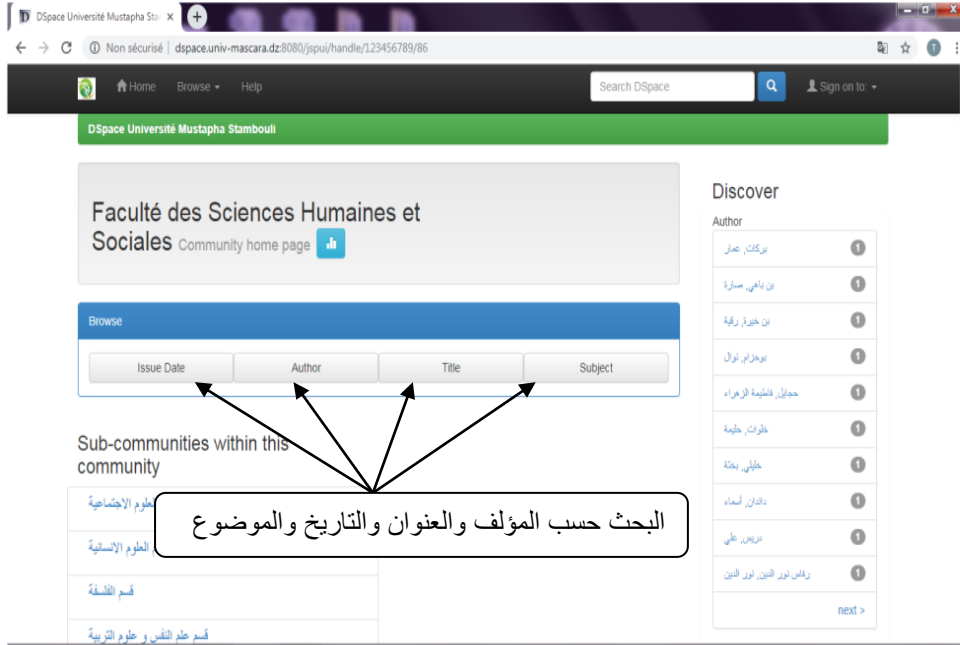 DSpace Université Mustapha Sta
Non sécurisé | dspace.univ-mascara.dz:8080/jspui/handle/123456789/86
T
Home Browse Help
Search DSpace
Sign on to:
DSpace Université Mustapha Stambouli
Faculté des Sciences Humaines et
Sociales Community home page
Browse
Issue Date Author Title Subject
Sub-communities within this
community
العلوم الاجتماعية
العلوم الانسانية
قسم الفلسفة
قسم علم النفس و علوم التربية
البحث حسب المؤلف والعنوان والتاريخ والموضوع
Discover
Author
بركات, عمار 1
بن باهي, سارة 1
بن خيرة, رقية 1
بوحزام, نوال 1
حجايل, فاطيمة الزهراء 1
خلوات, حليمة 1
خليلي, بختة 1
دالندان, أسماء 1
دريس, علي 1
رفاس نور الدين, نور الدين 1
next >